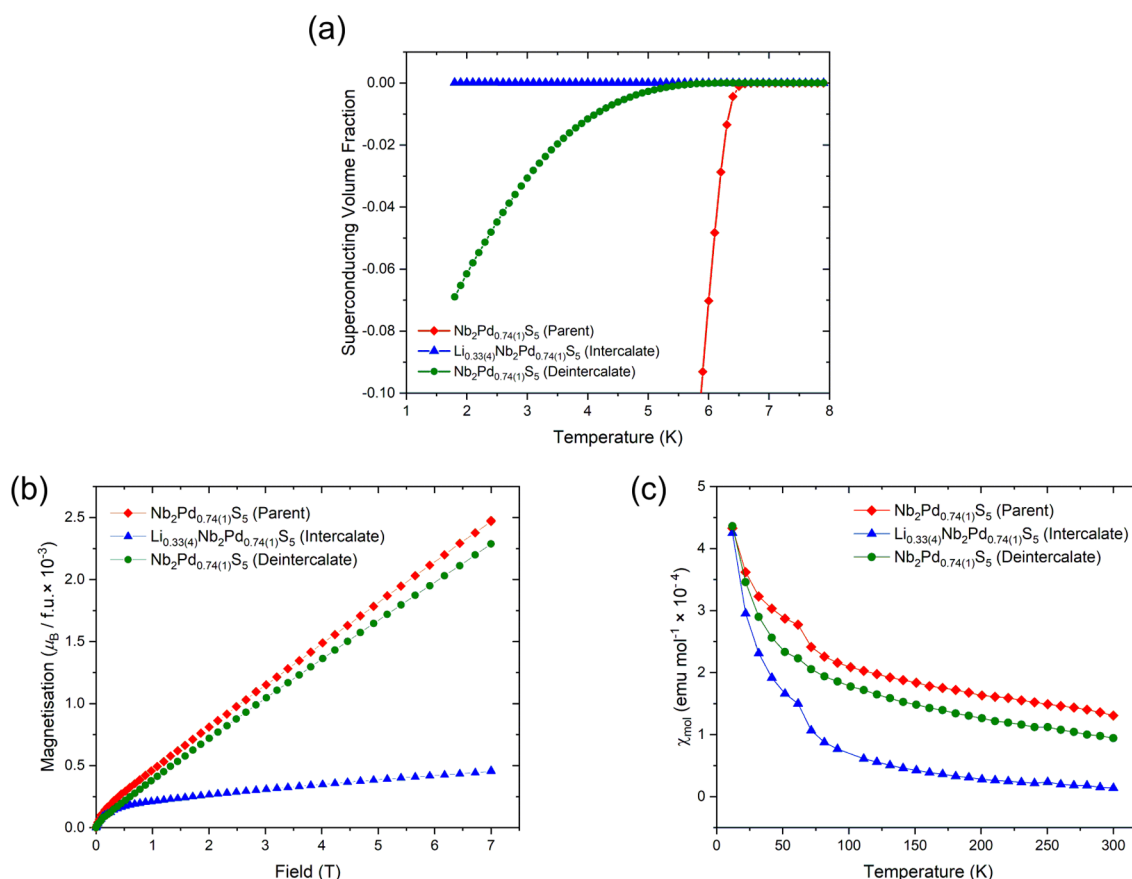 (a)
0.00
-0.02
-0.04
-0.06
-0.08
-0.10
Superconducting Volume Fraction
Nb₂Pd₀.₇₄₍₁₎S₅ (Parent)
Li₀.₃₃₍₄₎Nb₂Pd₀.₇₄₍₁₎S₅ (Intercalate)
Nb₂Pd₀.₇₄₍₁₎S₅ (Deintercalate)
1 2 3 4 5 6 7 8
Temperature (K)
(b)
2.5
2.0
1.5
1.0
0.5
0.0
Magnetisation (μB / f.u. × 10⁻³)
Nb₂Pd₀.₇₄₍₁₎S₅ (Parent)
Li₀.₃₃₍₄₎Nb₂Pd₀.₇₄₍₁₎S₅ (Intercalate)
Nb₂Pd₀.₇₄₍₁₎S₅ (Deintercalate)
0 1 2 3 4 5 6 7
Field (T)
(c)
5
4
3
2
1
0
χmol (emu mol⁻¹ × 10⁻⁴)
Nb₂Pd₀.₇₄₍₁₎S₅ (Parent)
Li₀.₃₃₍₄₎Nb₂Pd₀.₇₄₍₁₎S₅ (Intercalate)
Nb₂Pd₀.₇₄₍₁₎S₅ (Deintercalate)
0 50 100 150 200 250 300
Temperature (K)